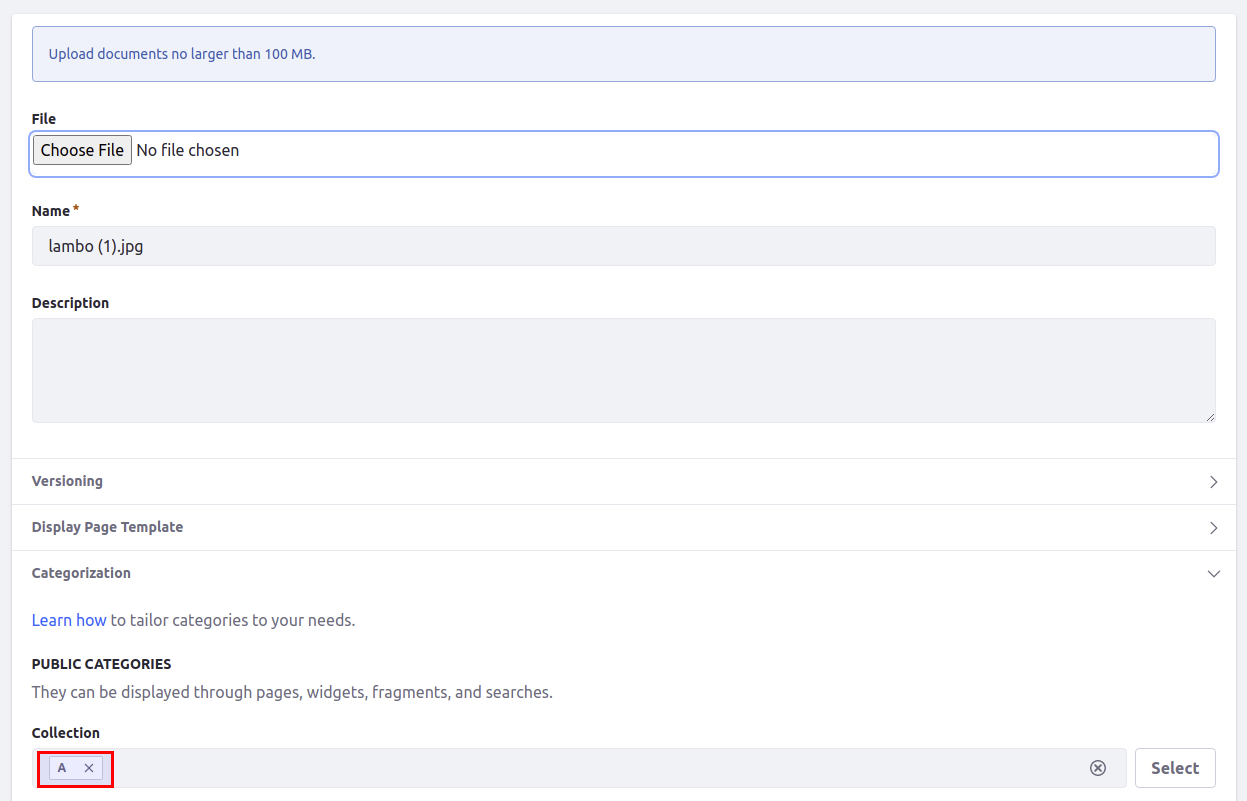 Upload documents no larger than 100 MB.
File
Choose File No file chosen
Name *
lambo (1).jpg
Description
Versioning
Display Page Template
Categorization
Learn how to tailor categories to your needs.
PUBLIC CATEGORIES
They can be displayed through pages, widgets, fragments, and searches.
Collection
A
Select